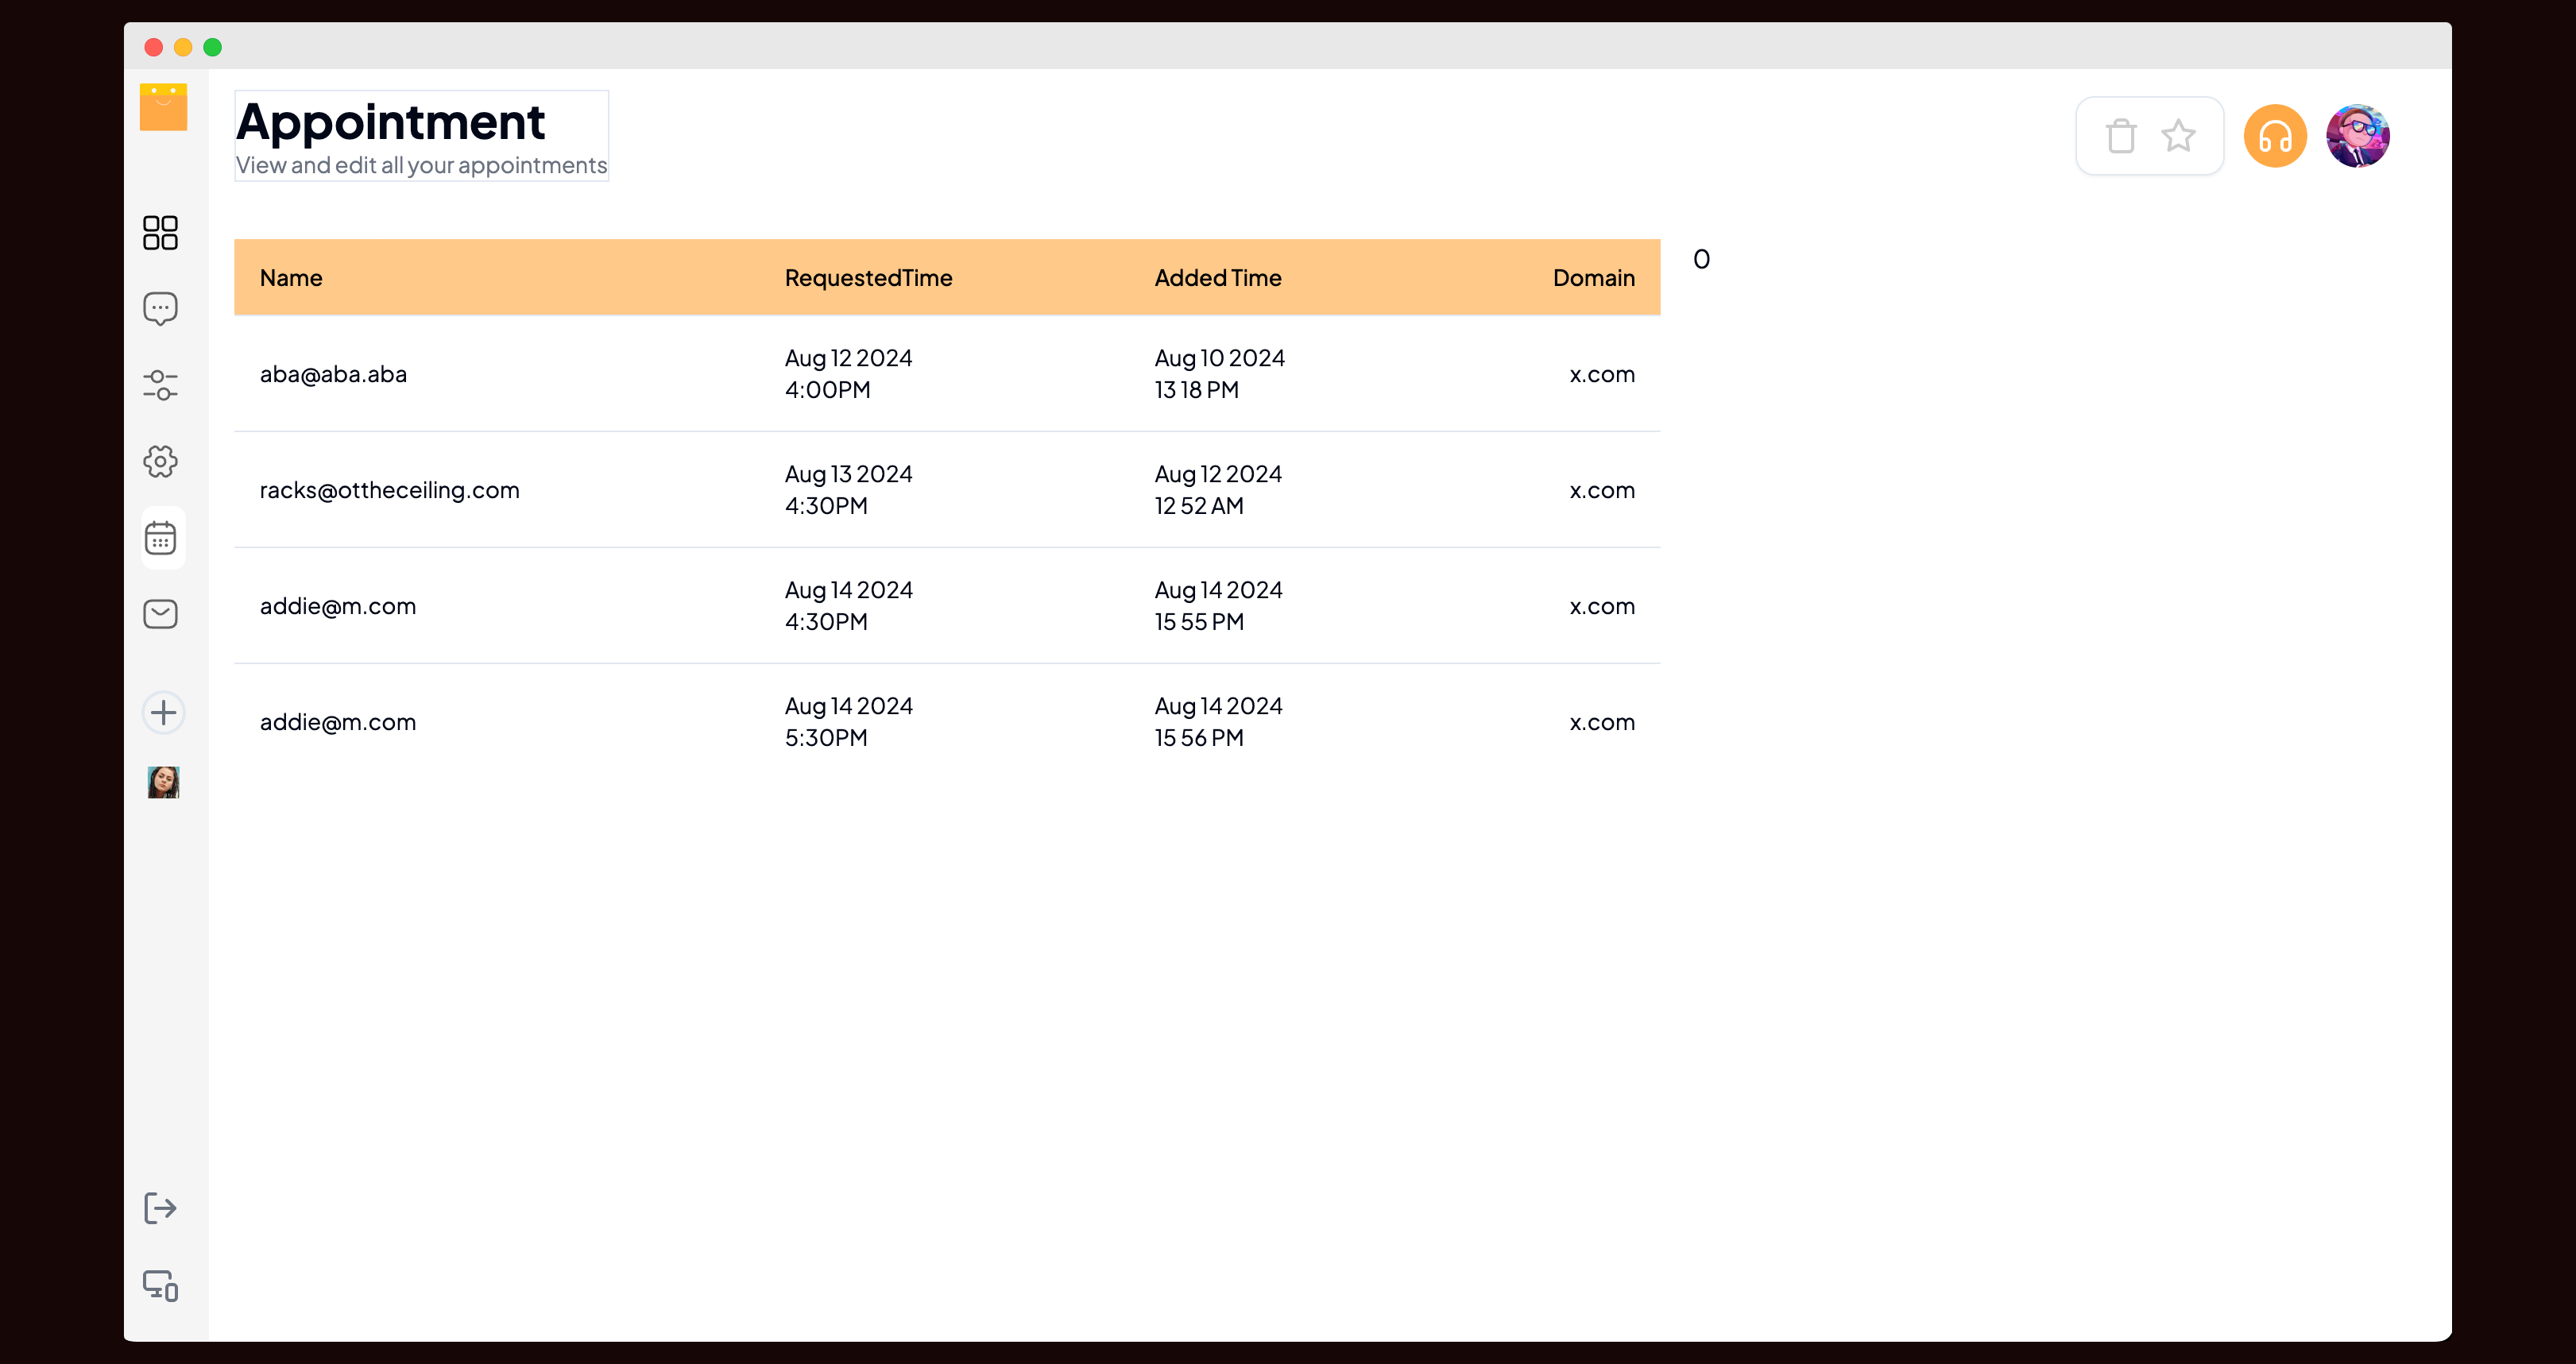 Appointment
View and edit all your appointments
Name RequestedTime Added Time Domain
0
aba@aba.aba Aug 12 2024 4:00PM Aug 10 2024 13 18 PM x.com
racks@ottheceiling.com Aug 13 2024 4:30PM Aug 12 2024 12 52 AM x.com
addie@m.com Aug 14 2024 4:30PM Aug 14 2024 15 55 PM x.com
addie@m.com Aug 14 2024 5:30PM Aug 14 2024 15 56 PM x.com